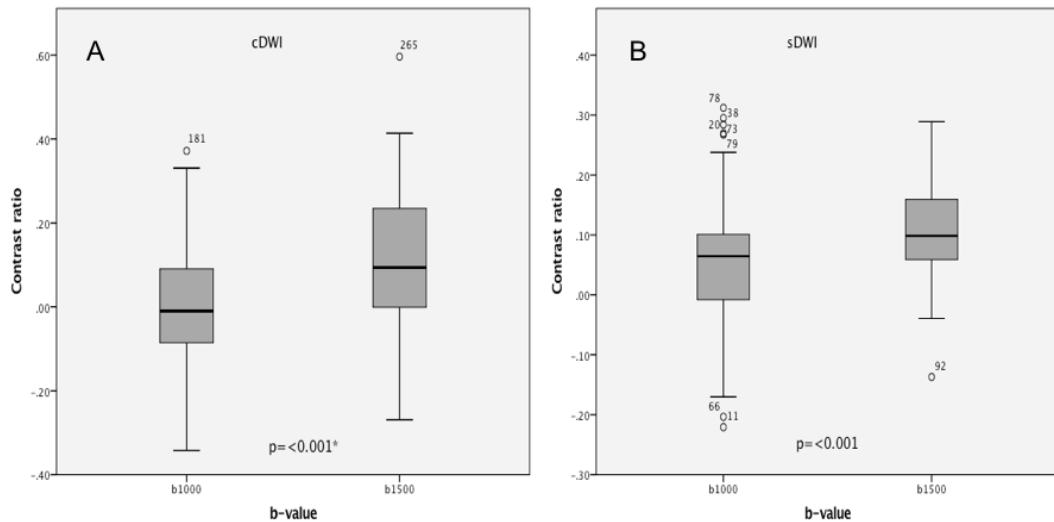 A
cDWI
.60
.40
.20
.00
-.20
-.40
Contrast ratio
181
265
p=<0.001*
b1000
b1500
b-value
B
sDWI
.40
.30
.20
.10
.00
-.10
-.20
-.30
Contrast ratio
78
38
20
73
79
66
11
92
p=<0.001
b1000
b1500
b-value